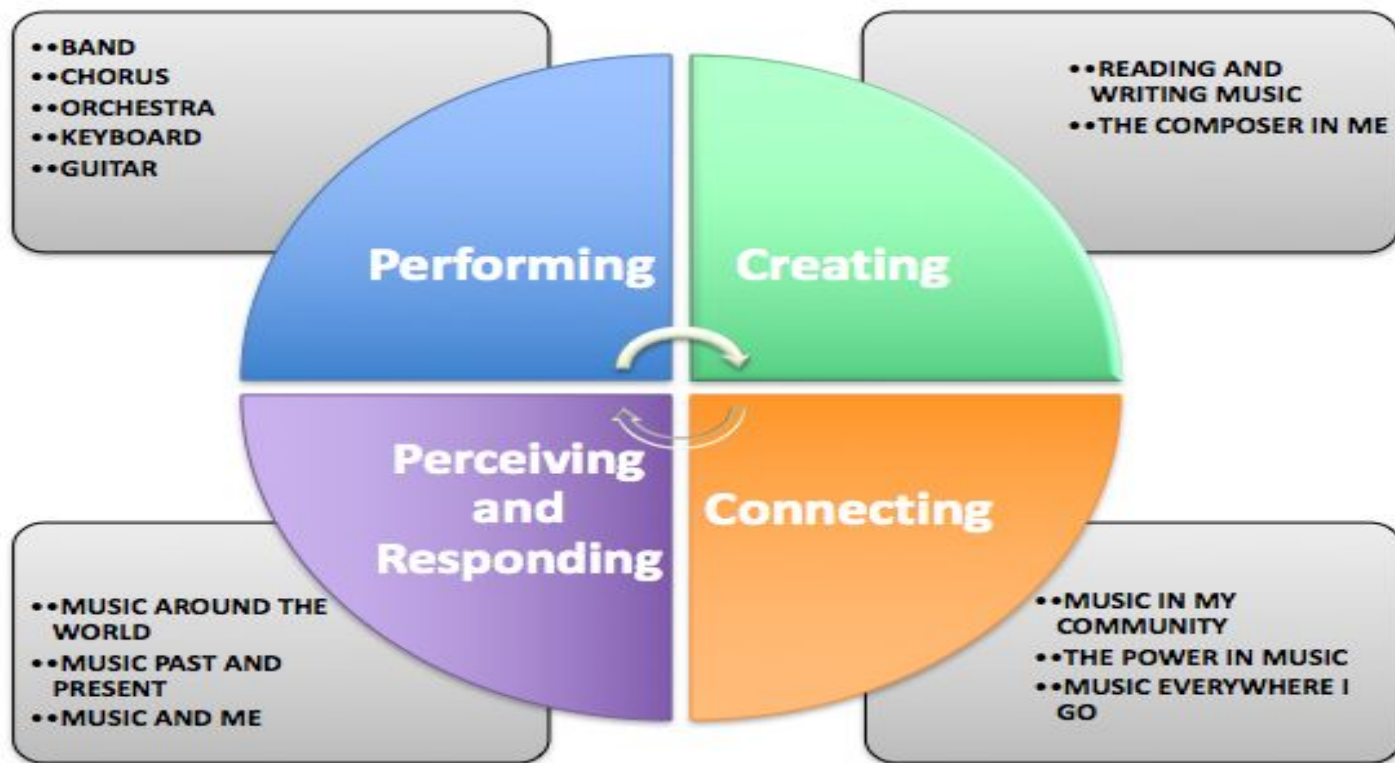 ••BAND
••CHORUS
••ORCHESTRA
••KEYBOARD
••GUITAR
••READING AND
WRITING MUSIC
••THE COMPOSER IN ME
Performing
Creating
Perceiving
and
Responding
Connecting
••MUSIC AROUND THE
WORLD
••MUSIC PAST AND
PRESENT
••MUSIC AND ME
••MUSIC IN MY
COMMUNITY
••THE POWER IN MUSIC
••MUSIC EVERYWHERE I
GO